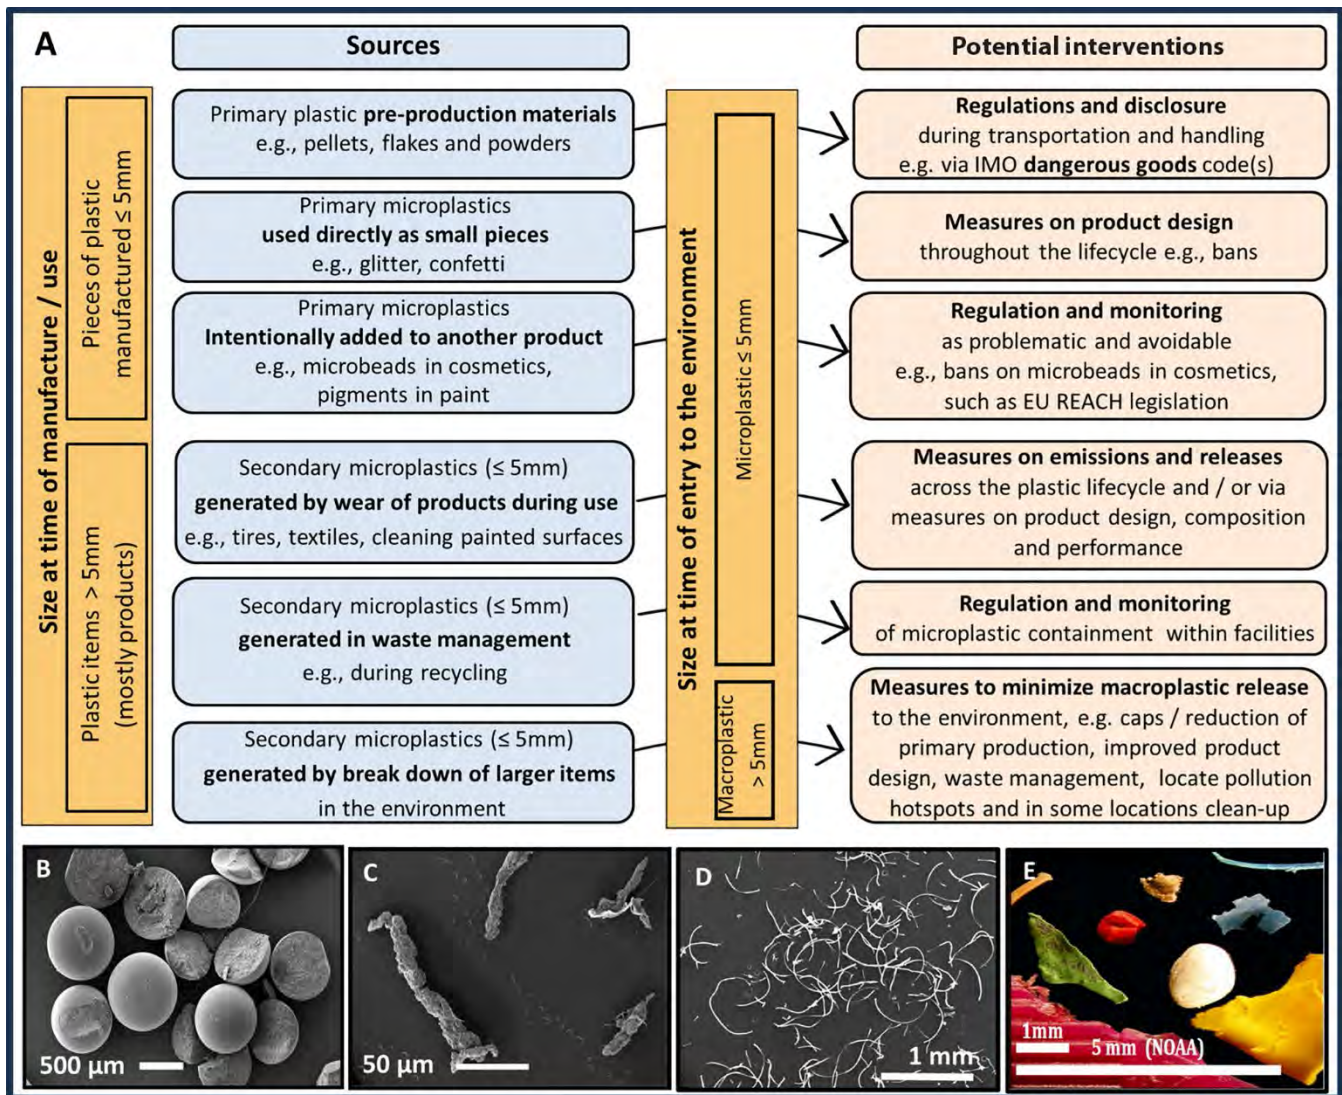 A
Sources
Potential interventions
Size at time of manufacture / use
Pieces of plastic
manufactured ≤ 5mm
Plastic items > 5mm
(mostly products)
Primary plastic pre-production materials
e.g., pellets, flakes and powders
Primary microplastics
used directly as small pieces
e.g., glitter, confetti
Primary microplastics
Intentionally added to another product
e.g., microbeads in cosmetics,
pigments in paint
Secondary microplastics (≤ 5mm)
generated by wear of products during use
e.g., tires, textiles, cleaning painted surfaces
Secondary microplastics (≤ 5mm)
generated in waste management
e.g., during recycling
Secondary microplastics (≤ 5mm)
generated by break down of larger items
in the environment
Size at time of entry to the environment
Microplastic ≤ 5mm
Macroplastic
> 5mm
Regulations and disclosure
during transportation and handling
e.g. via IMO dangerous goods code(s)
Measures on product design
throughout the lifecycle e.g., bans
Regulation and monitoring
as problematic and avoidable
e.g., bans on microbeads in cosmetics,
such as EU REACH legislation
Measures on emissions and releases
across the plastic lifecycle and / or via
measures on product design, composition
and performance
Regulation and monitoring
of microplastic containment within facilities
Measures to minimize macroplastic release
to the environment, e.g. caps / reduction of
primary production, improved product
design, waste management, locate pollution
hotspots and in some locations clean-up
B
500 µm
C
50 µm
D
1 mm
E
1mm
5 mm (NOAA)